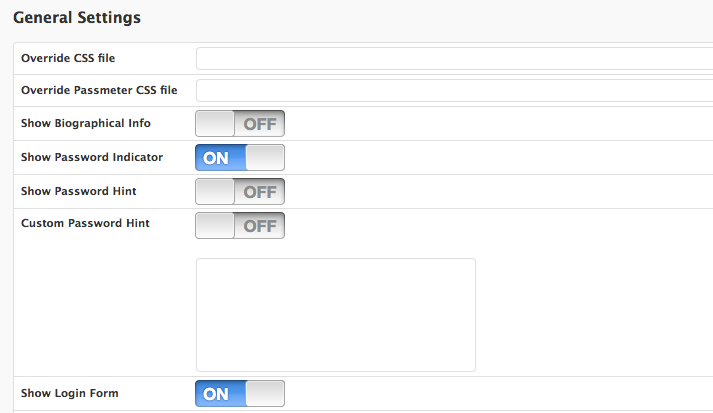 General Settings
Override CSS file
Override Passmeter CSS file
Show Biographical Info OFF
Show Password Indicator ON
Show Password Hint OFF
Custom Password Hint OFF
Show Login Form ON